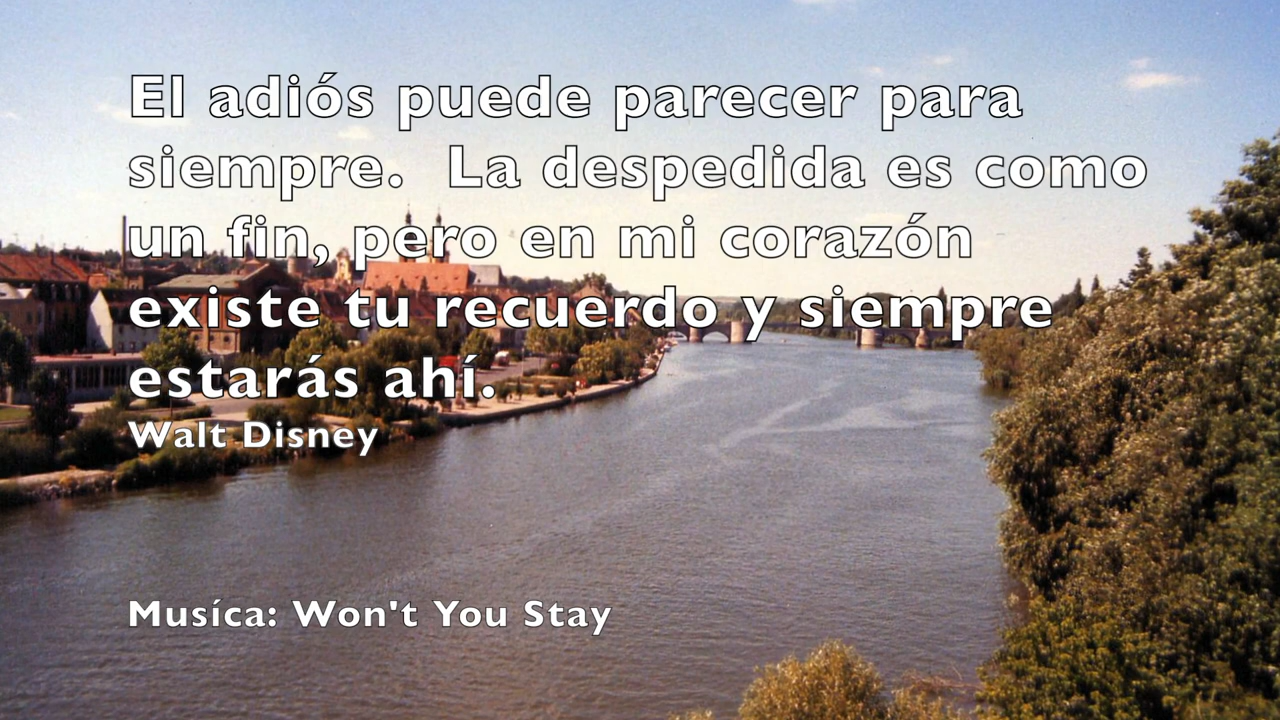 El adiós puede parecer para
siempre.  La despedida es como
un fin, pero en mi corazón
existe tu recuerdo y siempre
estarás ahí.
Walt Disney
Musíca: Won't You Stay